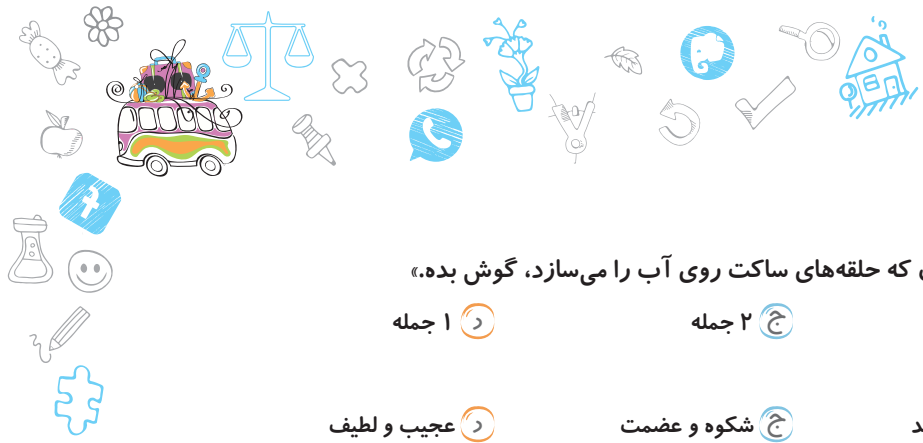 که حلقه‌های ساکت روی آب را می‌سازد، گوش بده.»
ج ۲ جمله
د ۱ جمله
ج شکوه و عضمت
د عجیب و لطیف